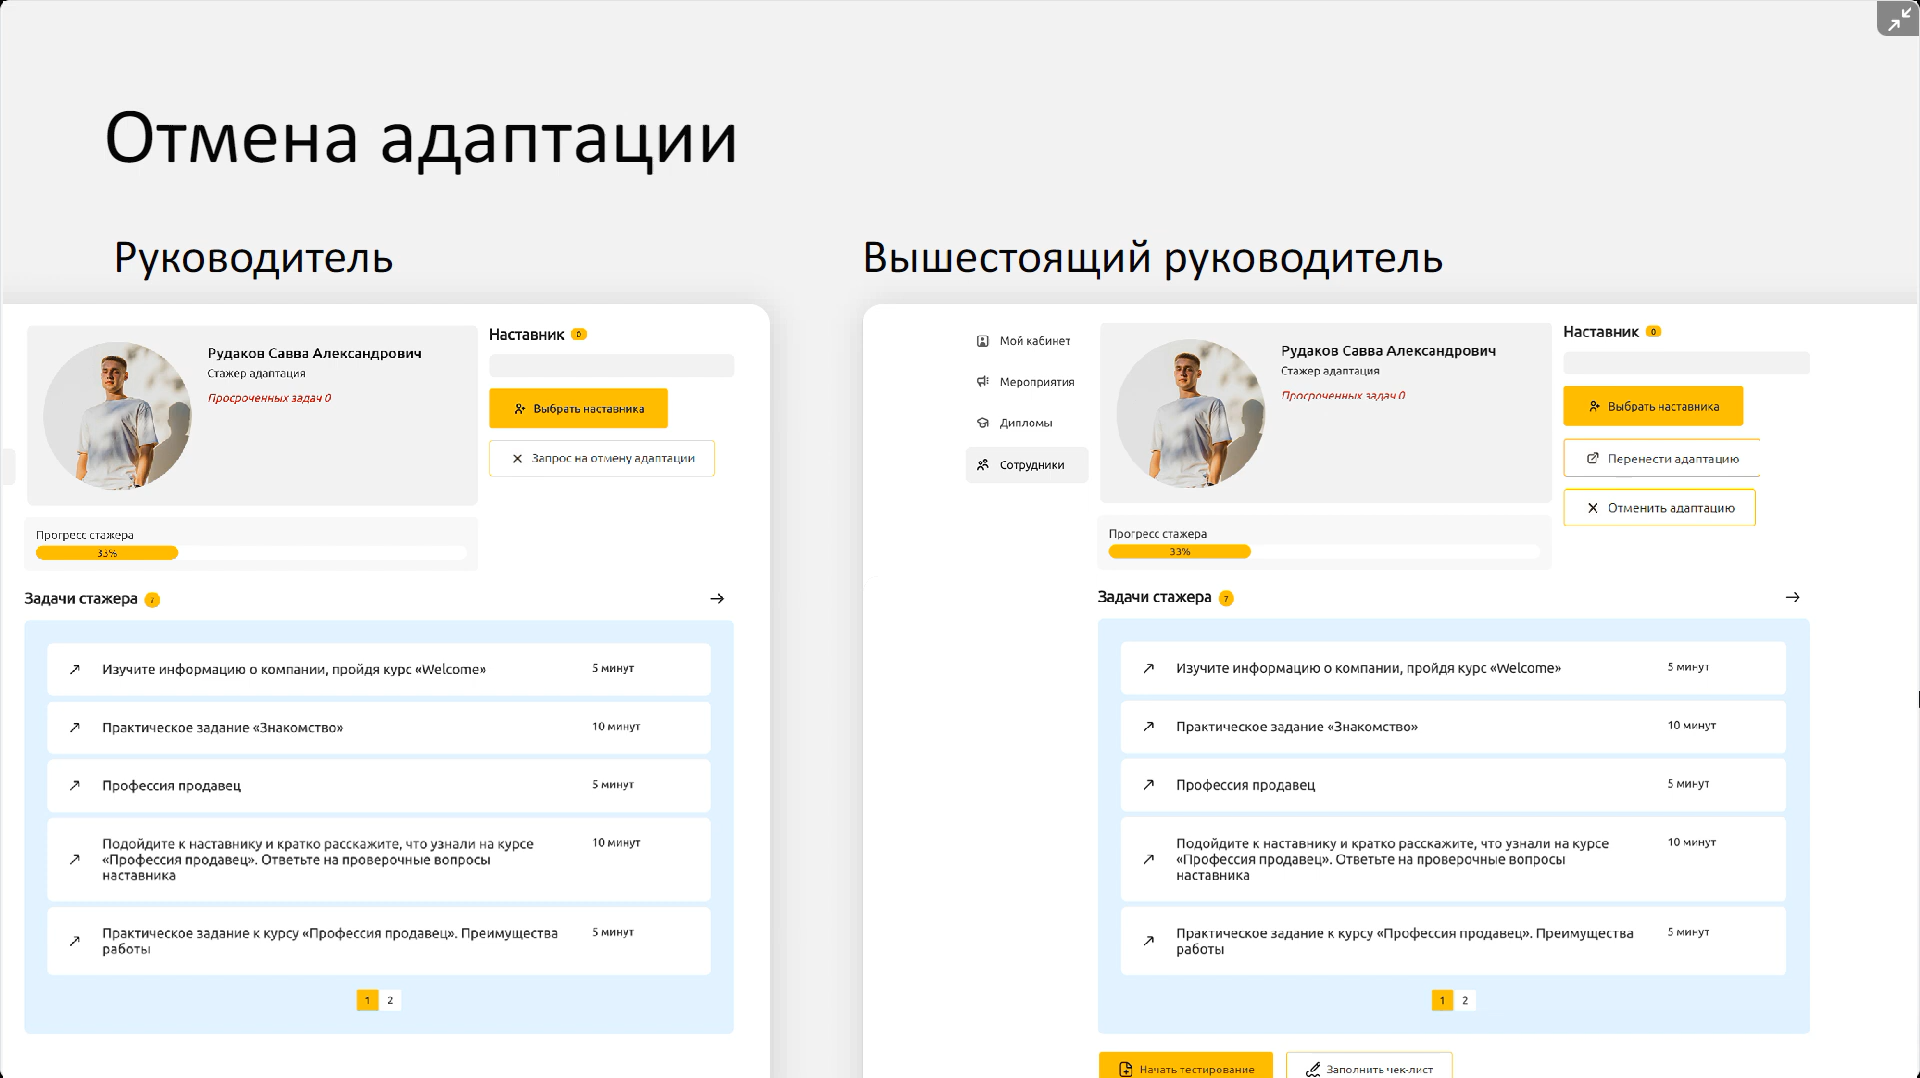 Отмена адаптации
Руководитель
Рудаков Савва Александрович
Стажер адаптация
Просроченных задач 0
Наставник 0
Выбрать наставника
Запрос на отмену адаптации
Прогресс стажера
33%
Задачи стажера
Изучите информацию о компании, пройдя курс «Welcome» 5 минут
Практическое задание «Знакомство» 10 минут
Профессия продавец 5 минут
Подойдите к наставнику и кратко расскажите, что узнали на курсе 10 минут
«Профессия продавец». Ответьте на проверочные вопросы
наставника
Практическое задание к курсу «Профессия продавец». Преимущества 5 минут
работы
1 2
Вышестоящий руководитель
Мой кабинет
Мероприятия
Дипломы
Сотрудники
Рудаков Савва Александрович
Стажер адаптация
Просроченных задач 0
Наставник 0
Выбрать наставника
Перенести адаптацию
Отменить адаптацию
Прогресс стажера
33%
Задачи стажера 7
Изучите информацию о компании, пройдя курс «Welcome» 5 минут
Практическое задание «Знакомство» 10 минут
Профессия продавец 5 минут
Подойдите к наставнику и кратко расскажите, что узнали на курсе 10 минут
«Профессия продавец». Ответьте на проверочные вопросы
наставника
Практическое задание к курсу «Профессия продавец». Преимущества 5 минут
работы
1 2
Начать тестирование
Заполнить чек-лист